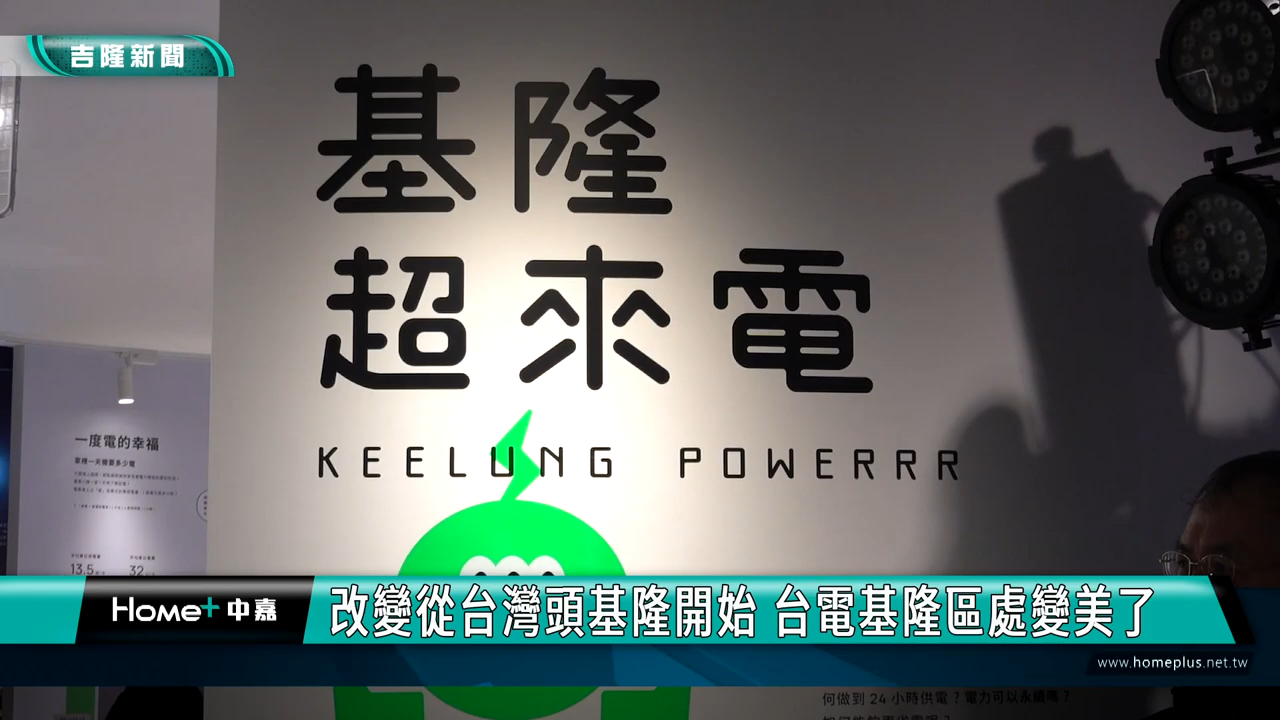 吉隆新聞
基隆
超來電
KEELUNG POWERRR
一度電的幸福
13.5
32
Home+中嘉
改變從台灣頭基隆開始 台電基隆區處變美了
www.homeplus.net.tw
何做到 24 小時供電？電力可以永續嗎？